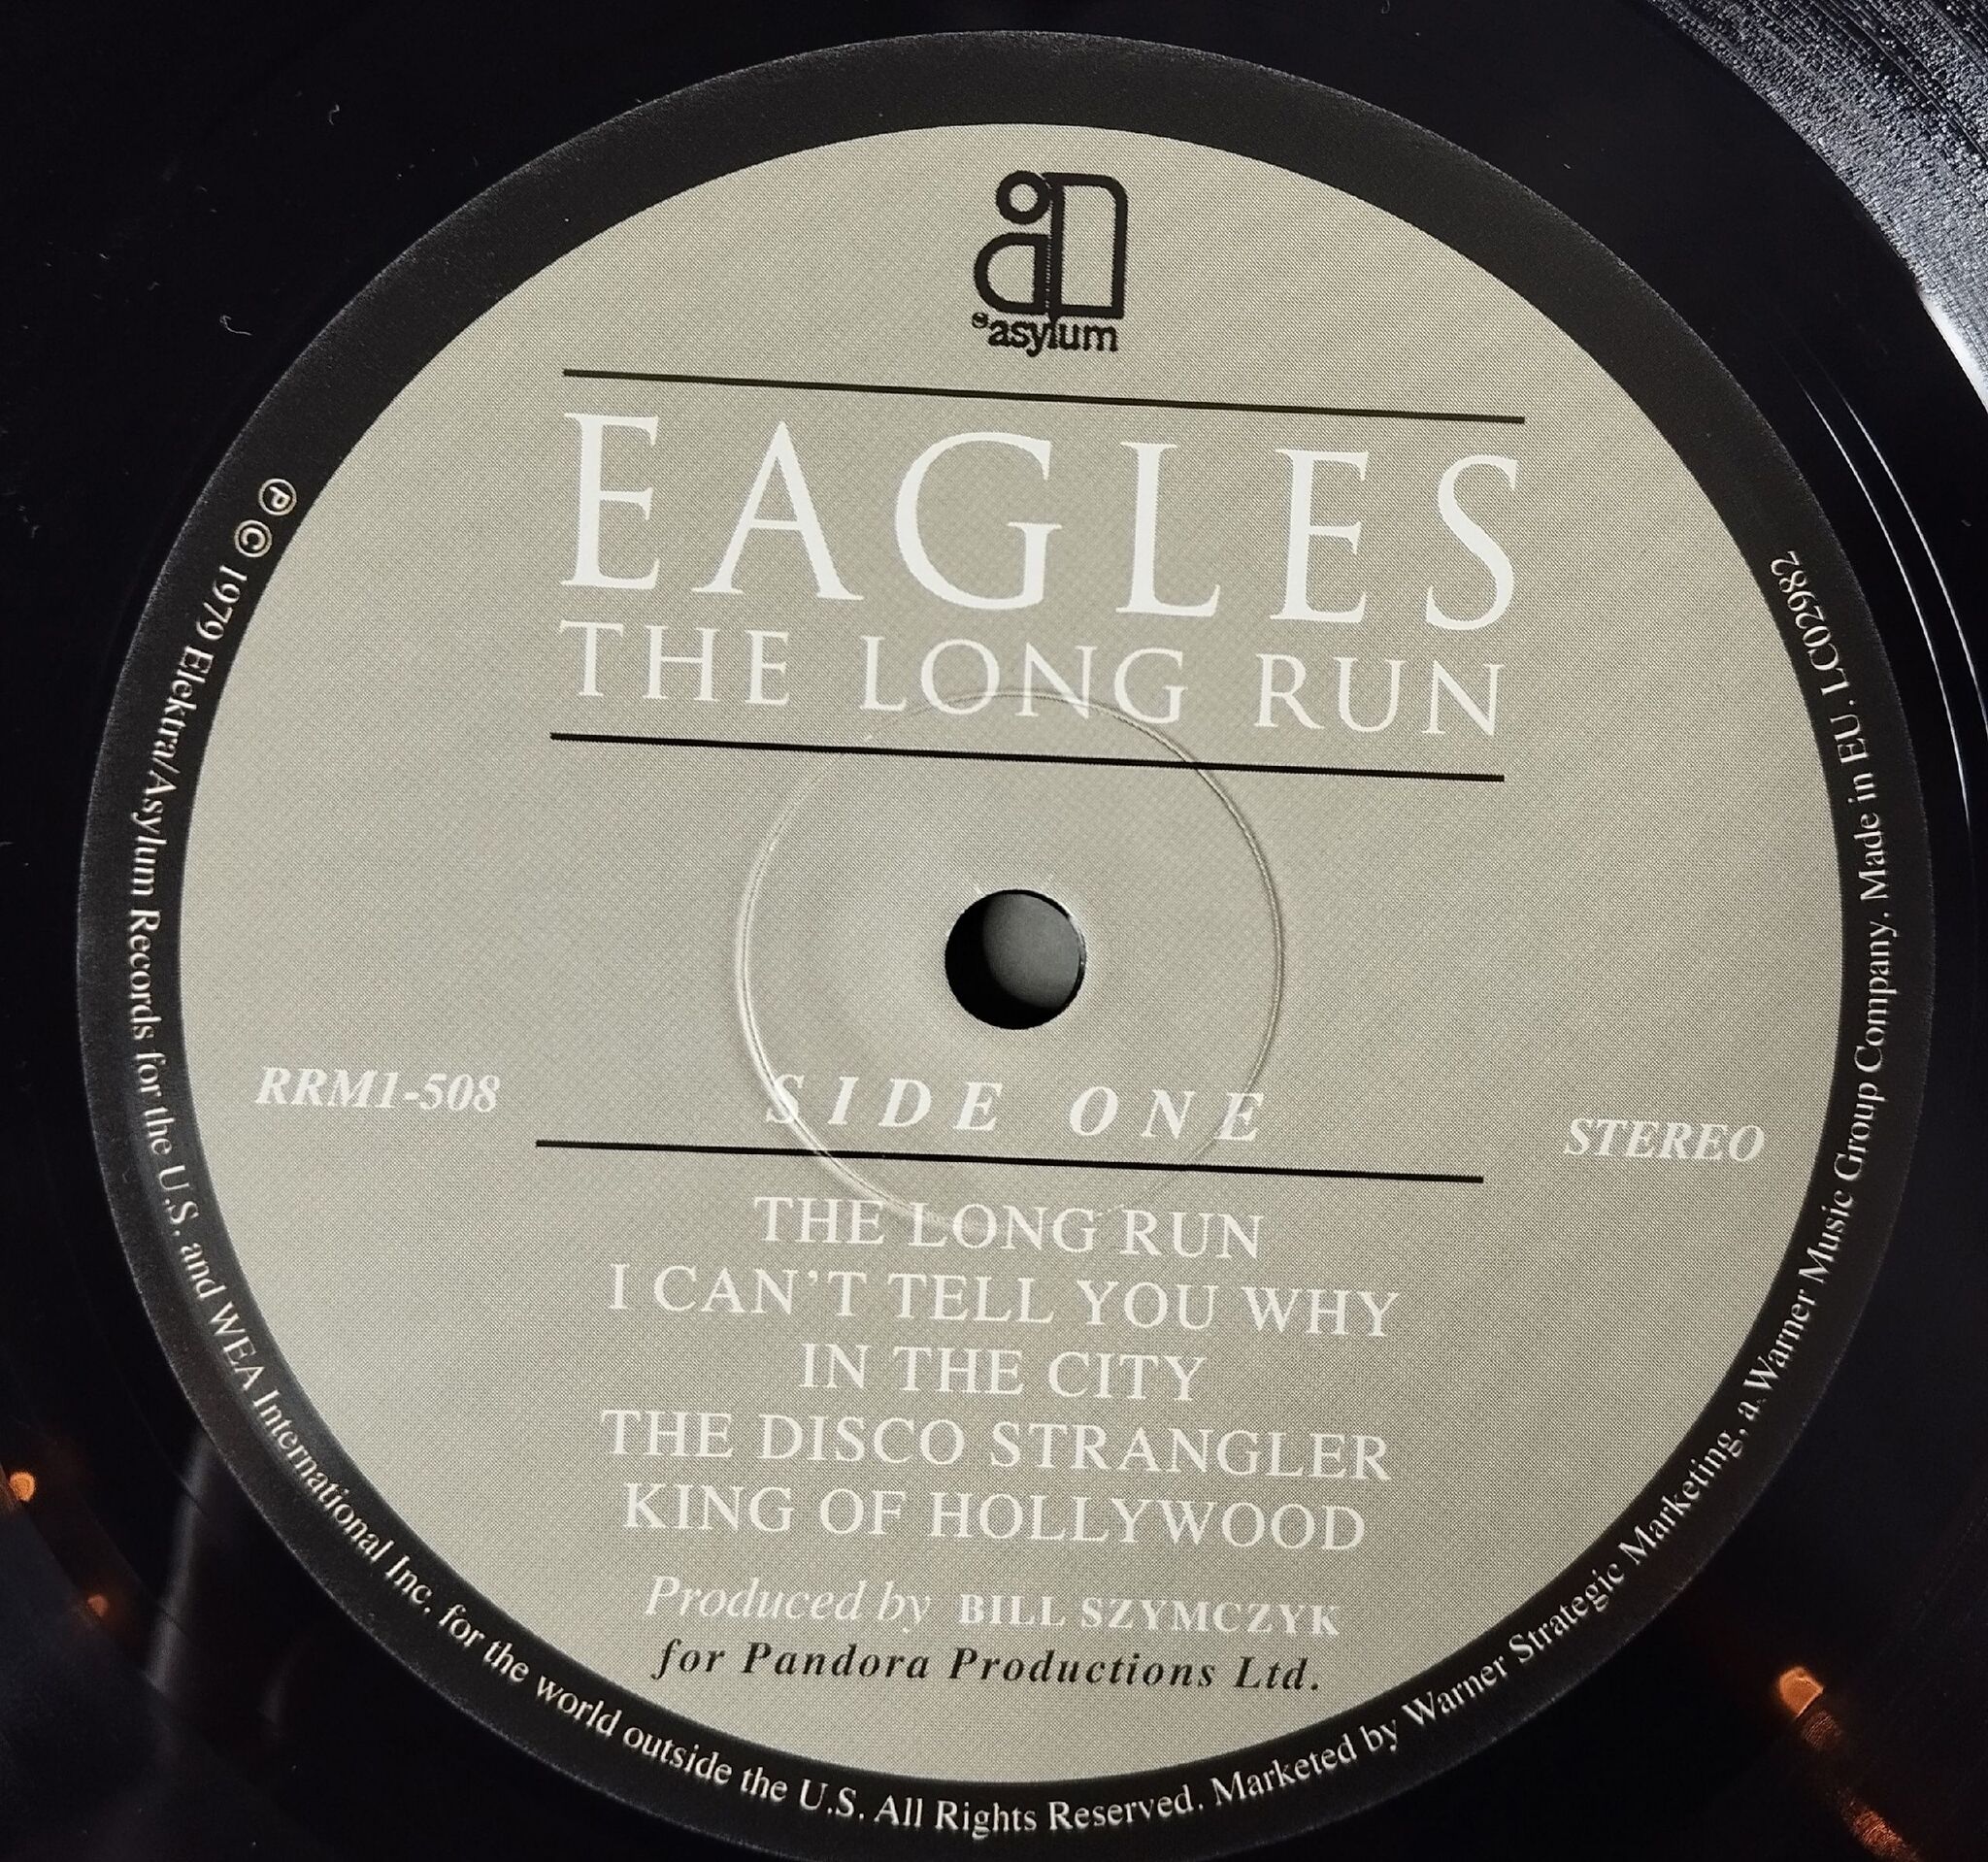 asylum
EAGLES
THE LONG RUN
RRM1-508
SIDE ONE
STEREO
THE LONG RUN
I CAN'T TELL YOU WHY
IN THE CITY
THE DISCO STRANGLER
KING OF HOLLYWOOD
Produced by BILL SZYMCZYK
for Pandora Productions Ltd.
℗ © 1979 Elektra/Asylum Records for the U.S. and WEA International Inc. for the world outside the U.S. All Rights Reserved. Marketed by Warner Strategic Marketing, a Warner Music Group Company. Made in EU. LC02982